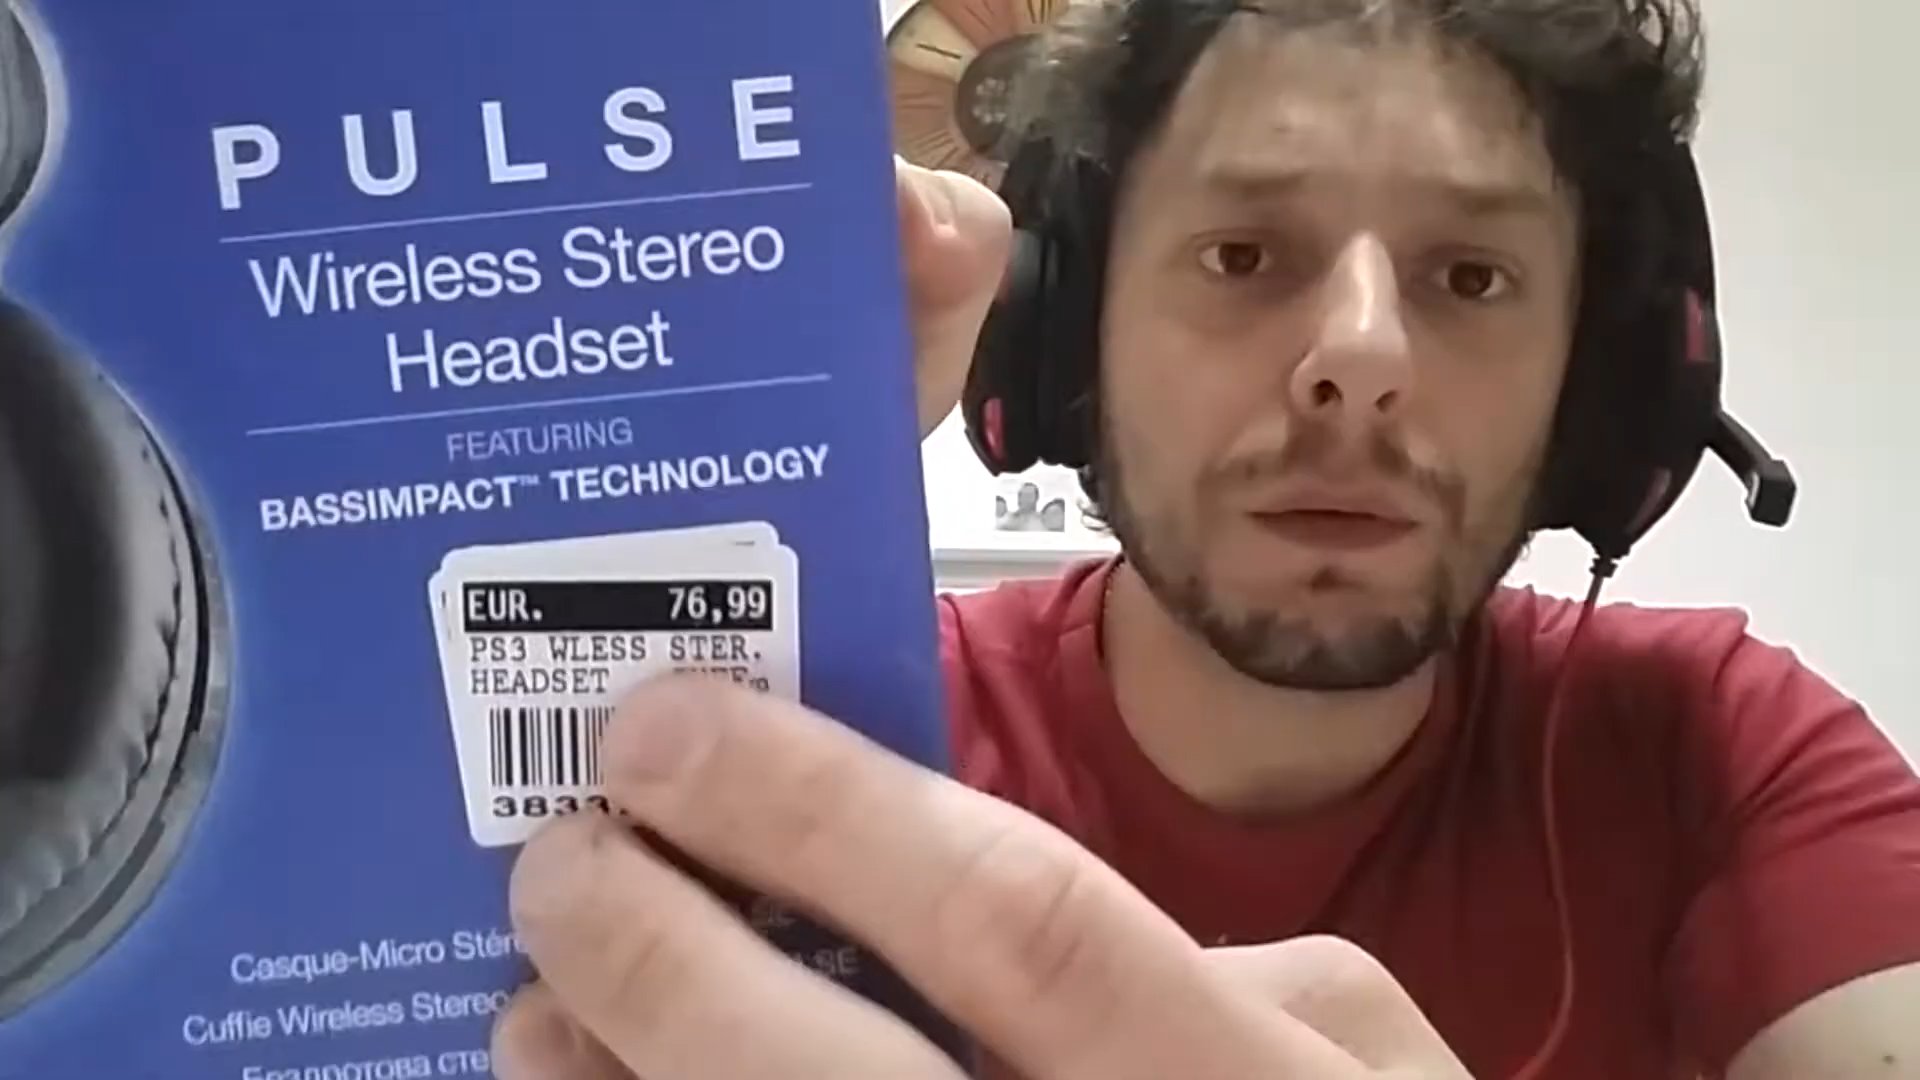 PULSE
Wireless Stereo
Headset
FEATURING
BASSIMPACT™ TECHNOLOGY
EUR. 76,99
PS3 WLESS STER.
HEADSET
Casque-Micro
Cuffie Wireless Stereo